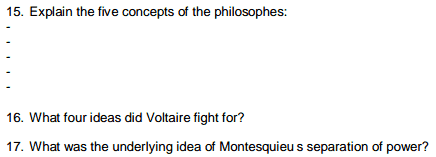 15. Explain the five concepts of the philosophes:
-
-
-
-
-
16. What four ideas did Voltaire fight for?
17. What was the underlying idea of Montesquieu s separation of power?